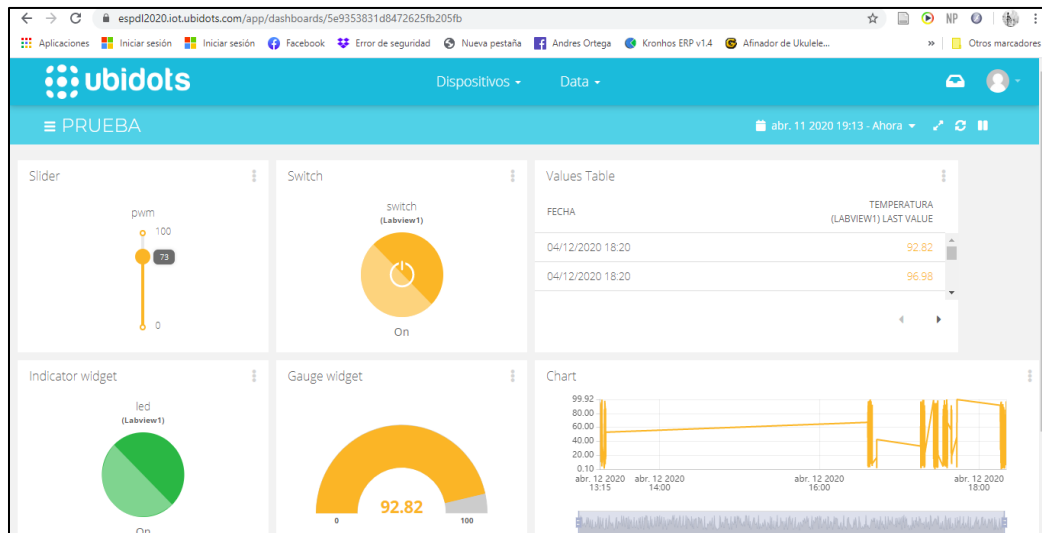 espdl2020.iot.ubidots.com/app/dashboards/5e9353831d8472625fb205fb
NP
Aplicaciones Iniciar sesión Iniciar sesión Facebook Error de seguridad Nueva pestaña Andres Ortega Kronhos ERP v1.4 Afinador de Ukulele... » Otros marcadores
ubidots Dispositivos Data
PRUEBA abr. 11 2020 19:13 - Ahora
Slider
pwm
100
73
0
Switch
switch
(Labview1)
On
Values Table
FECHA TEMPERATURA
(LABVIEW1) LAST VALUE
04/12/2020 18:20 92.82
04/12/2020 18:20 96.98
Indicator widget
led
(Labview1)
On
Gauge widget
92.82
0 100
Chart
99.92
80.00
60.00
40.00
20.00
0.10
abr. 12 2020 abr. 12 2020 abr. 12 2020 abr. 12 2020
13:15 14:00 16:00 18:00